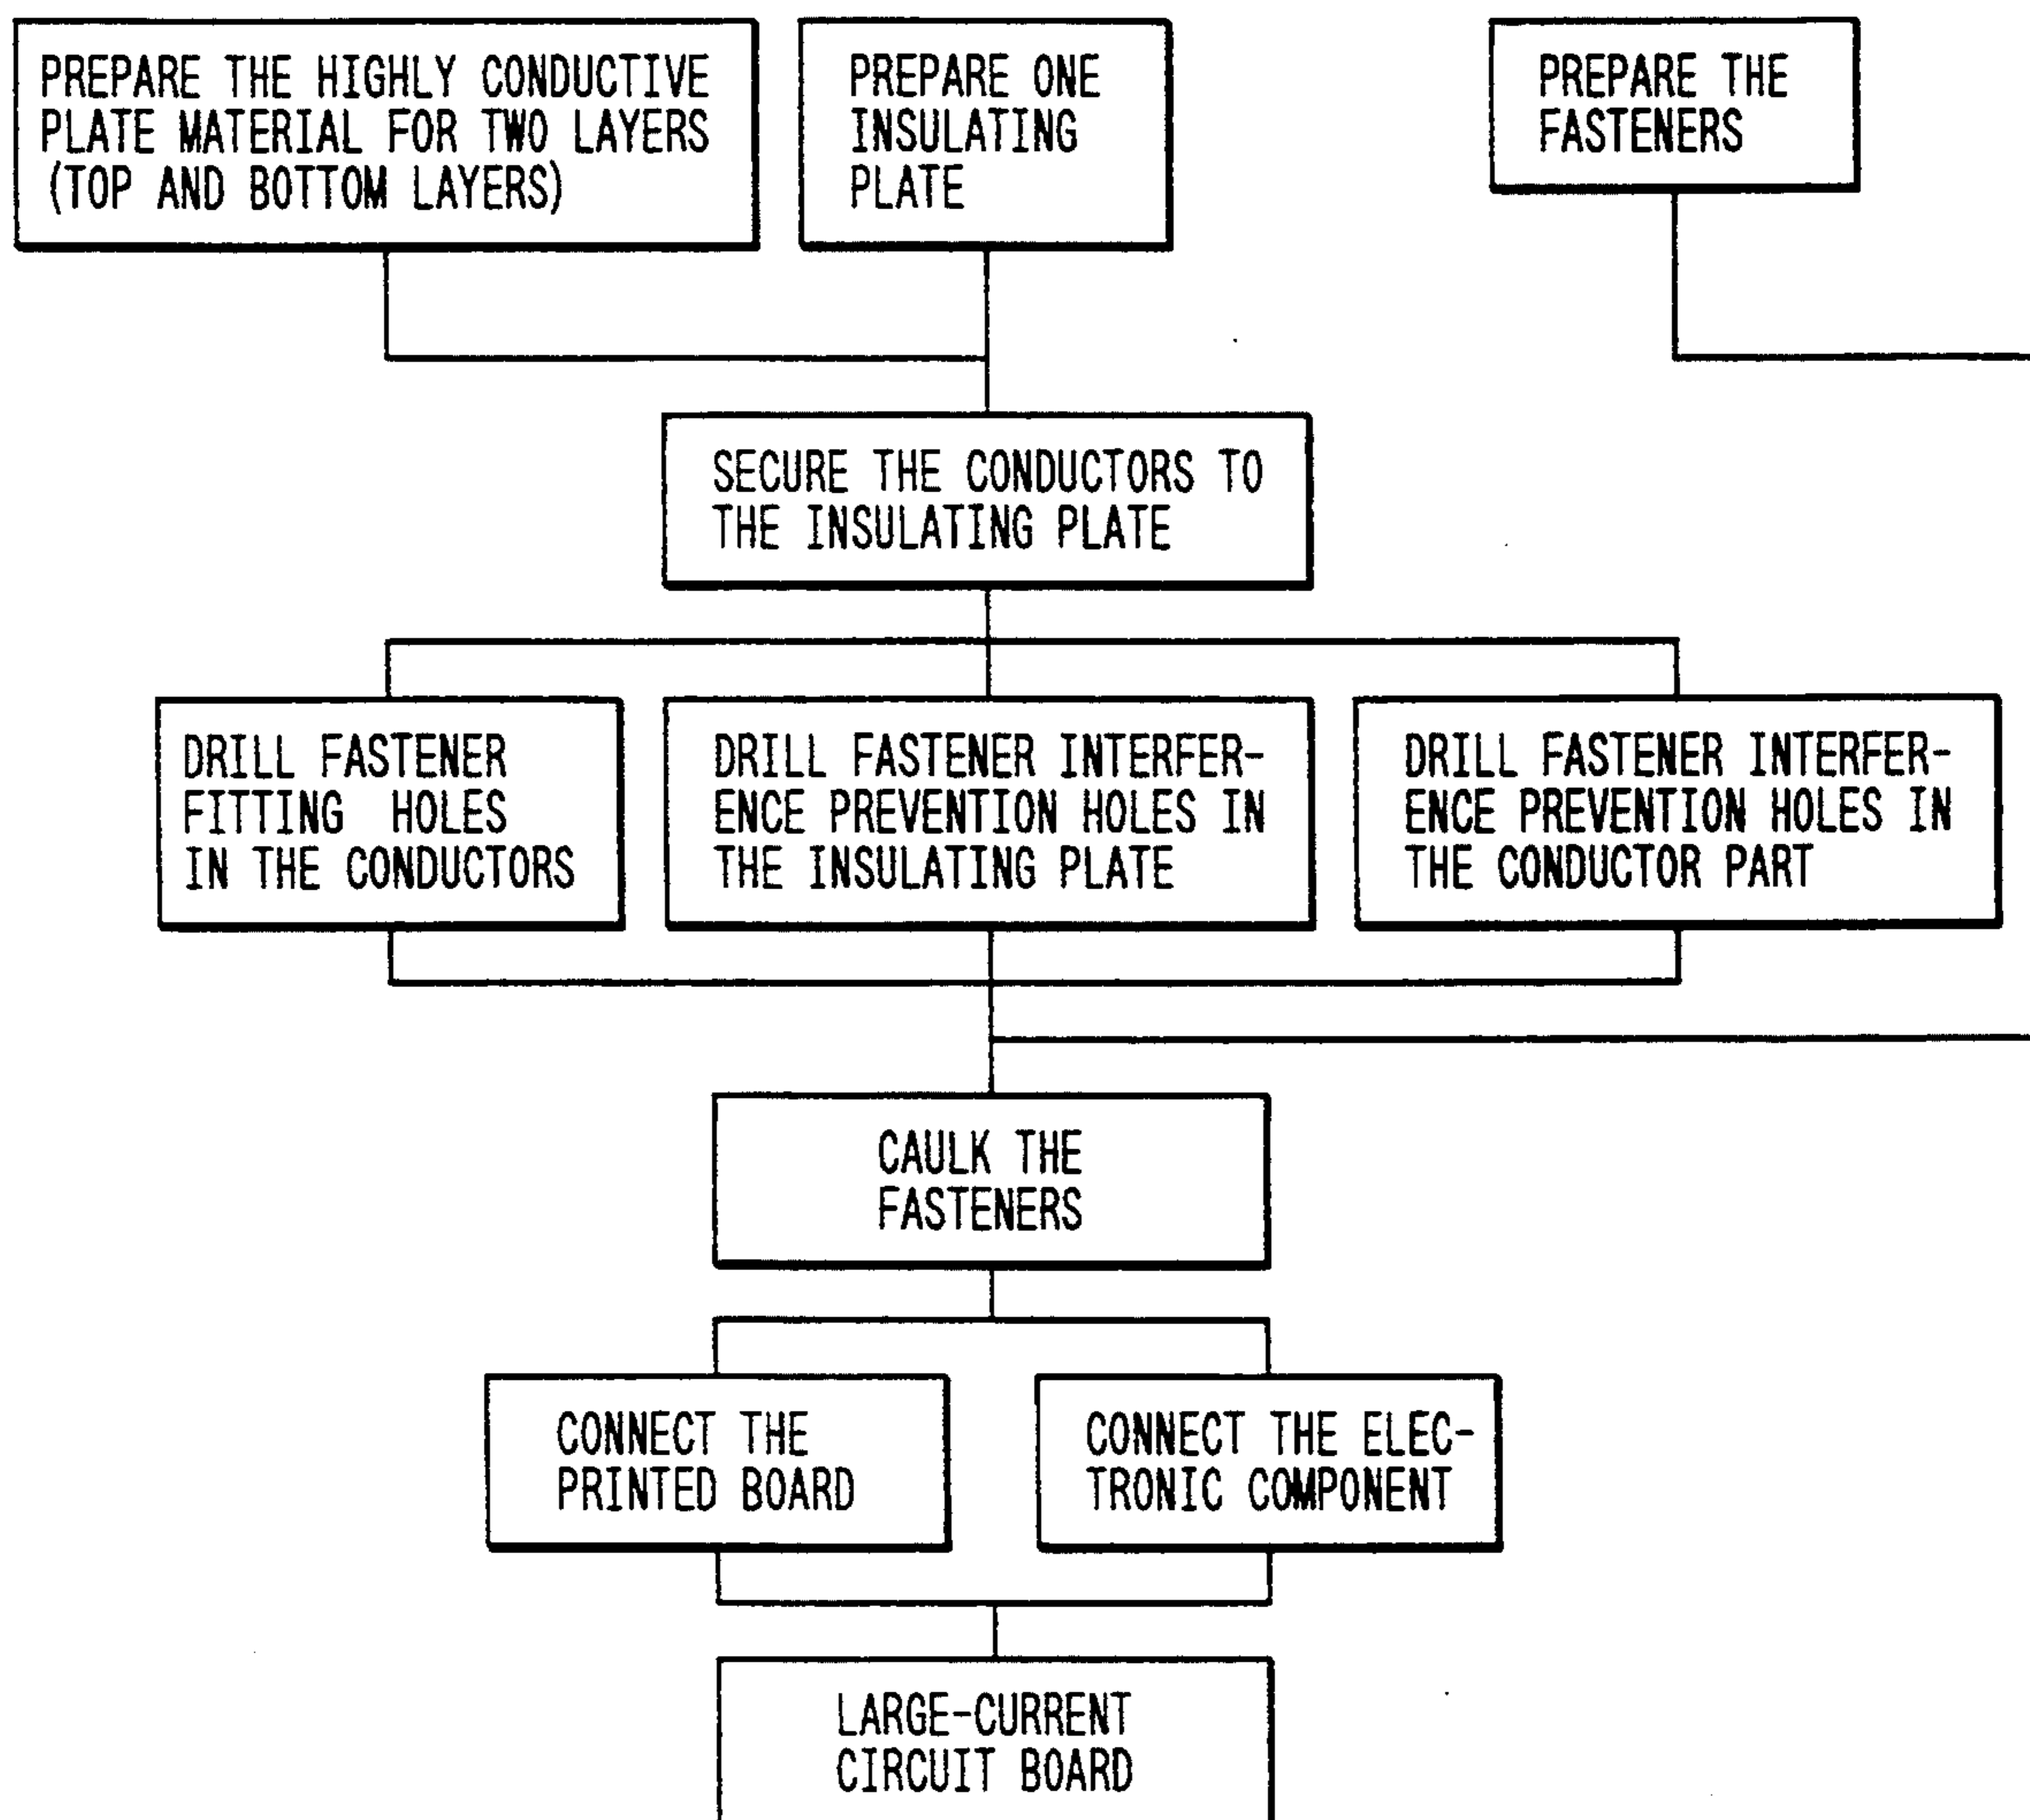 PREPARE THE HIGHLY CONDUCTIVE
PLATE MATERIAL FOR TWO LAYERS
(TOP AND BOTTOM LAYERS)
PREPARE ONE
INSULATING
PLATE
PREPARE THE
FASTENERS
SECURE THE CONDUCTORS TO
THE INSULATING PLATE
DRILL FASTENER
FITTING HOLES
IN THE CONDUCTORS
DRILL FASTENER INTERFER-
ENCE PREVENTION HOLES IN
THE INSULATING PLATE
DRILL FASTENER INTERFER-
ENCE PREVENTION HOLES IN
THE CONDUCTOR PART
CAULK THE
FASTENERS
CONNECT THE
PRINTED BOARD
CONNECT THE ELEC-
TRONIC COMPONENT
LARGE-CURRENT
CIRCUIT BOARD